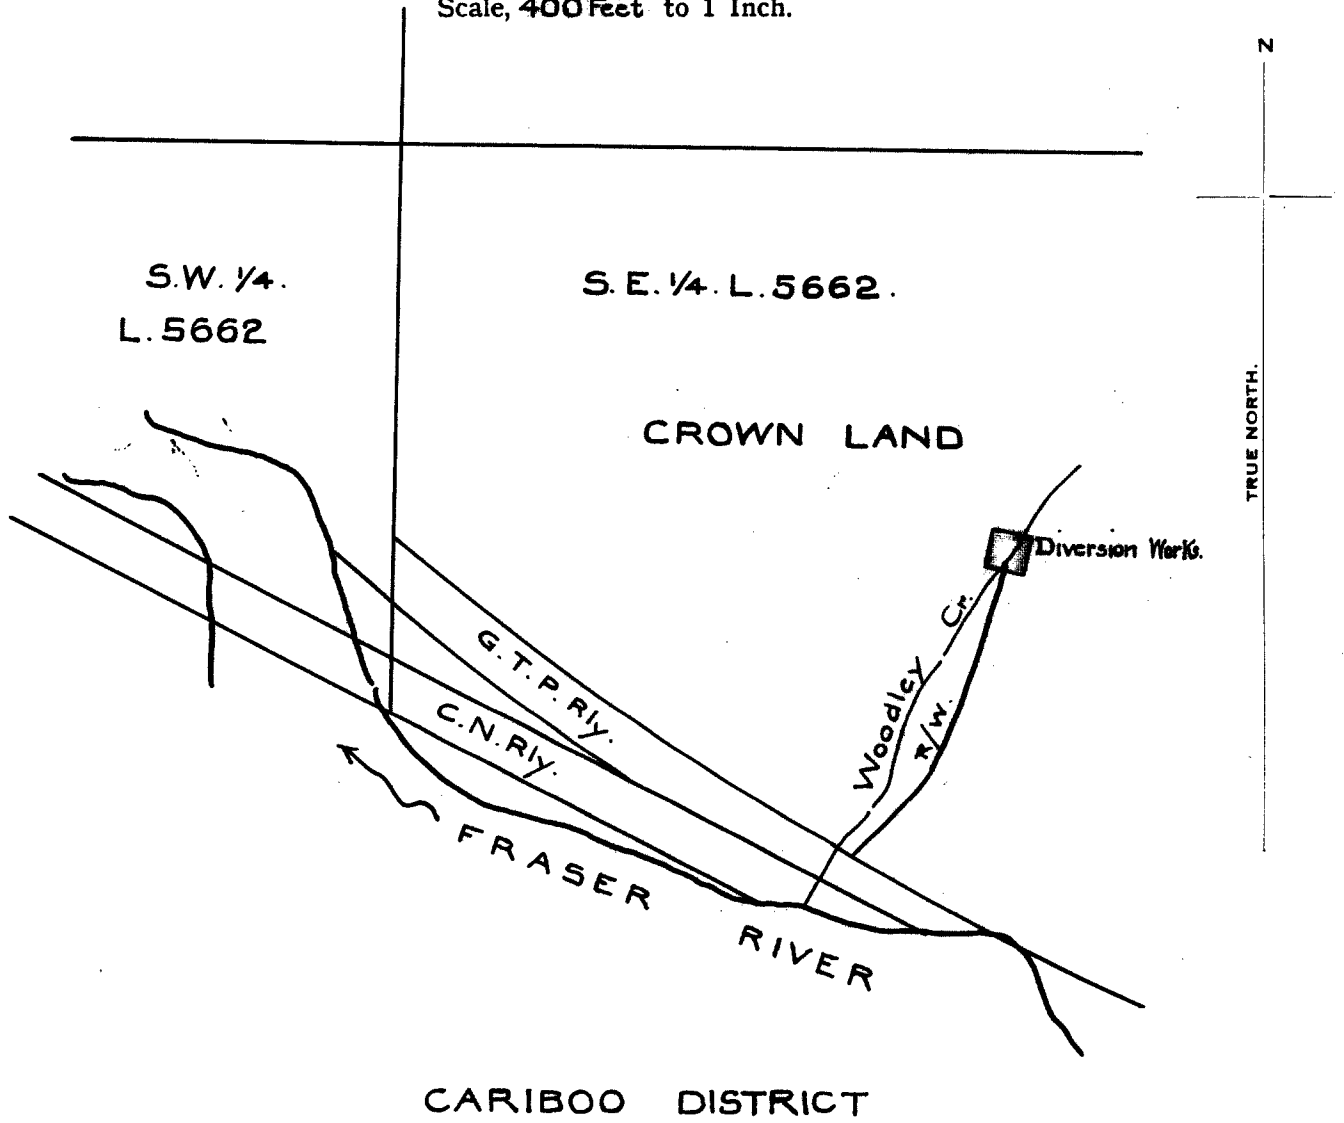 Scale, 400 Feet to 1 Inch.
N
S.W. 1/4.
L. 5662
S. E. 1/4. L. 5662.
TRUE NORTH.
CROWN LAND
Diversion Works.
Woodley Cr.
R/W.
G. T. P. Rly.
C. N. Rly.
FRASER RIVER
CARIBOO DISTRICT